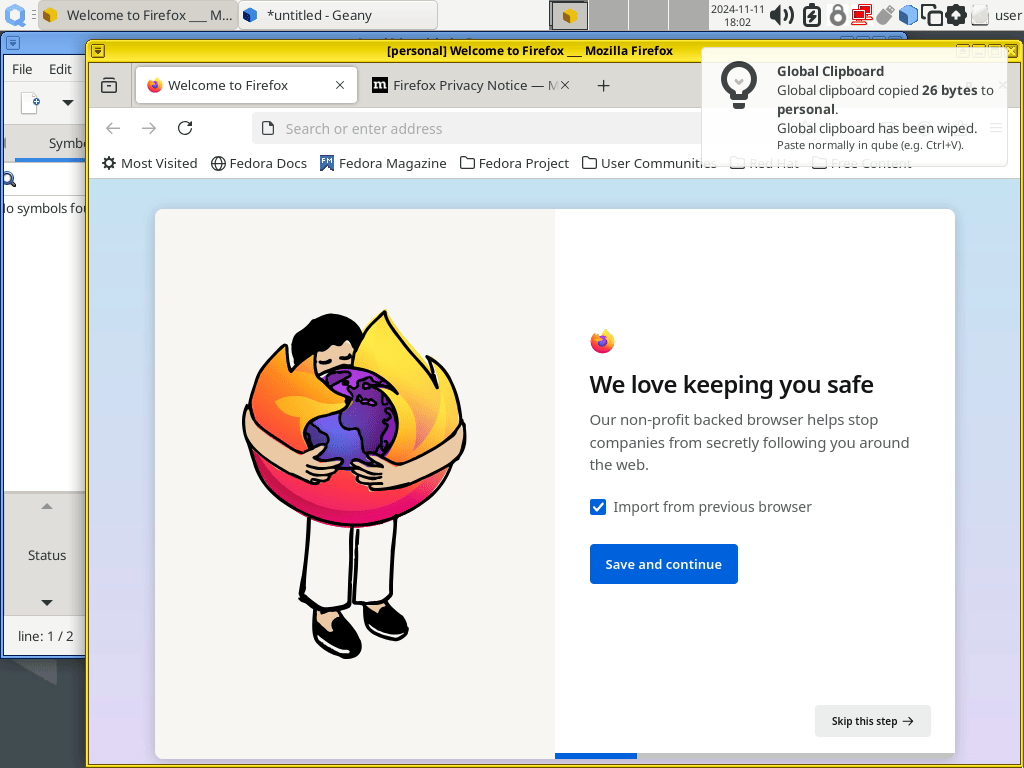 Welcome to Firefox ___ M...
*untitled - Geany
2024-11-11
18:02
user
[personal] Welcome to Firefox ___ Mozilla Firefox
File Edit
Welcome to Firefox
Firefox Privacy Notice — M
Global Clipboard
Global clipboard copied 26 bytes to
personal.
Global clipboard has been wiped.
Paste normally in qube (e.g. Ctrl+V).
Search or enter address
Most Visited
Fedora Docs
Fedora Magazine
Fedora Project
User Communities
Red Hat
Free Content
Symbo
No symbols fou
We love keeping you safe
Our non-profit backed browser helps stop
companies from secretly following you around
the web.
Import from previous browser
Save and continue
Status
line: 1 / 2
Skip this step →